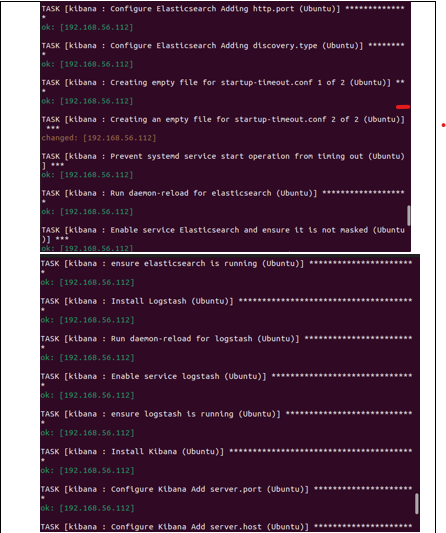 TASK [kibana : Configure Elasticsearch Adding http.port (Ubuntu)] *************
*
ok: [192.168.56.112]
TASK [kibana : Configure Elasticsearch Adding discovery.type (Ubuntu)] ********
*
ok: [192.168.56.112]
TASK [kibana : Creating empty file for startup-timeout.conf 1 of 2 (Ubuntu)] **
*
ok: [192.168.56.112]
TASK [kibana : Creating an empty file for startup-timeout.conf 2 of 2 (Ubuntu)]
***
changed: [192.168.56.112]
TASK [kibana : Prevent systemd service start operation from timing out (Ubuntu)
] ***
ok: [192.168.56.112]
TASK [kibana : Run daemon-reload for elasticsearch (Ubuntu)] ******************
*
ok: [192.168.56.112]
TASK [kibana : Enable service Elasticsearch and ensure it is not masked (Ubuntu
)] ***
ok: [192.168.56.112]
TASK [kibana : ensure elasticsearch is running (Ubuntu)] **********************
*
ok: [192.168.56.112]
TASK [kibana : Install Logstash (Ubuntu)] *************************************
*
ok: [192.168.56.112]
TASK [kibana : Run daemon-reload for logstash (Ubuntu)] ***********************
*
ok: [192.168.56.112]
TASK [kibana : Enable service logstash (Ubuntu)] ******************************
*
ok: [192.168.56.112]
TASK [kibana : ensure logstash is running (Ubuntu)] ***************************
*
ok: [192.168.56.112]
TASK [kibana : Install Kibana (Ubuntu)] ***************************************
*
ok: [192.168.56.112]
TASK [kibana : Configure Kibana Add server.port (Ubuntu)] *********************
*
ok: [192.168.56.112]
TASK [kibana : Configure Kibana Add server.host (Ubuntu)] *********************